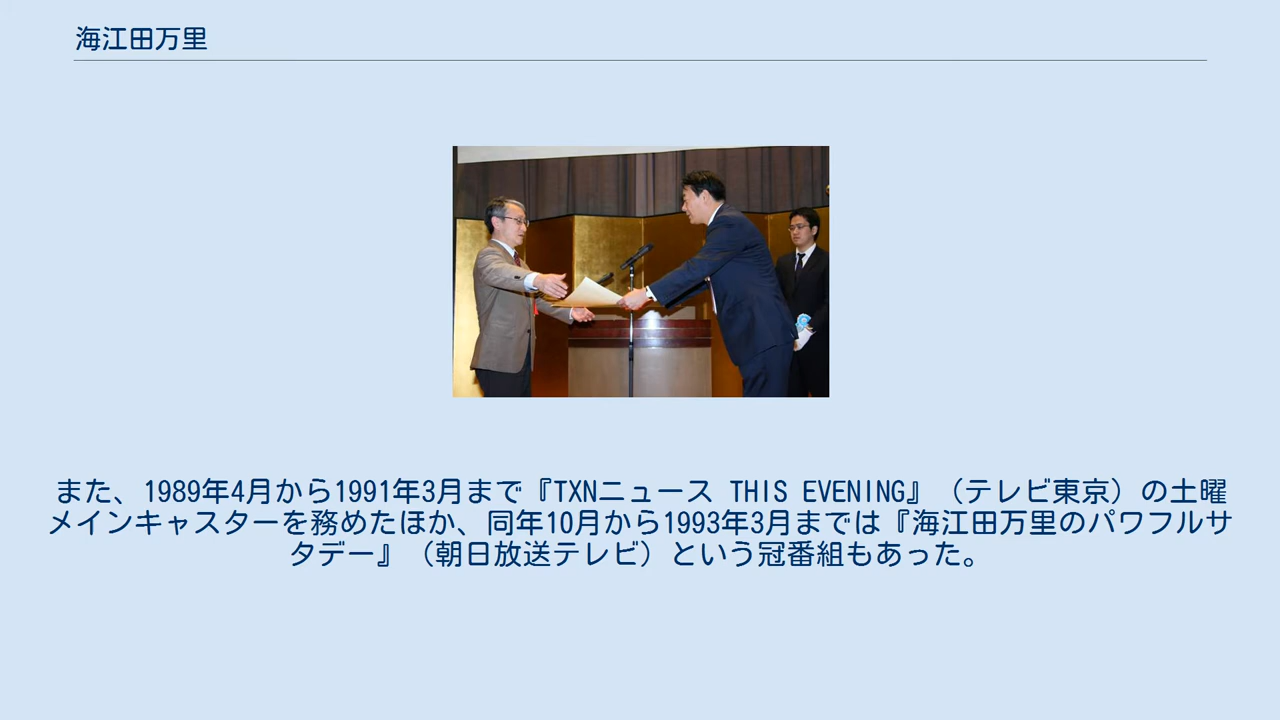 海江田万里
また、1989年4月から1991年3月まで『TXNニュース THIS EVENING』（テレビ東京）の土曜
メインキャスターを務めたほか、同年10月から1993年3月までは『海江田万里のパワフルサ
タデー』（朝日放送テレビ）という冠番組もあった。